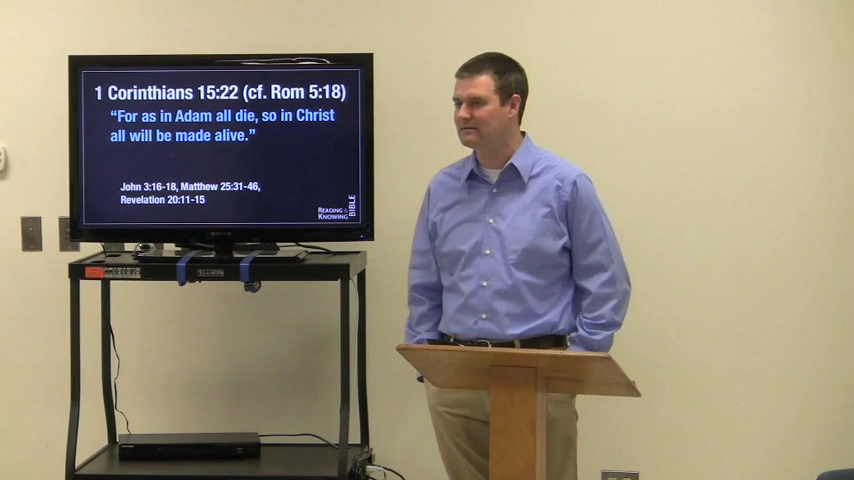 1 Corinthians 15:22 (cf. Rom 5:18)
“For as in Adam all die, so in Christ
all will be made alive.”
John 3:16-18, Matthew 25:31-46,
Revelation 20:11-15
READING &
KNOWING
BIBLE